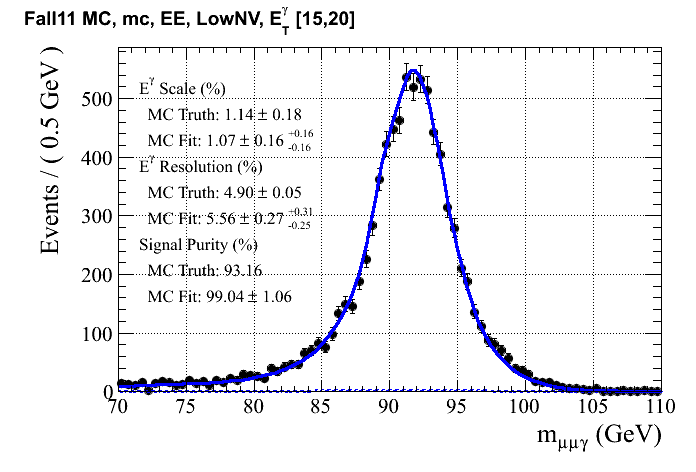 Fall11 MC, mc, EE, LowNV, E_T^γ [15,20]
Events / ( 0.5 GeV )
E^γ Scale (%)
MC Truth: 1.14 ± 0.18
MC Fit: 1.07 ± 0.16 +0.16 -0.16
E^γ Resolution (%)
MC Truth: 4.90 ± 0.05
MC Fit: 5.56 ± 0.27 +0.31 -0.25
Signal Purity (%)
MC Truth: 93.16
MC Fit: 99.04 ± 1.06
500
400
300
200
100
0
70 75 80 85 90 95 100 105 110
m_μμγ (GeV)